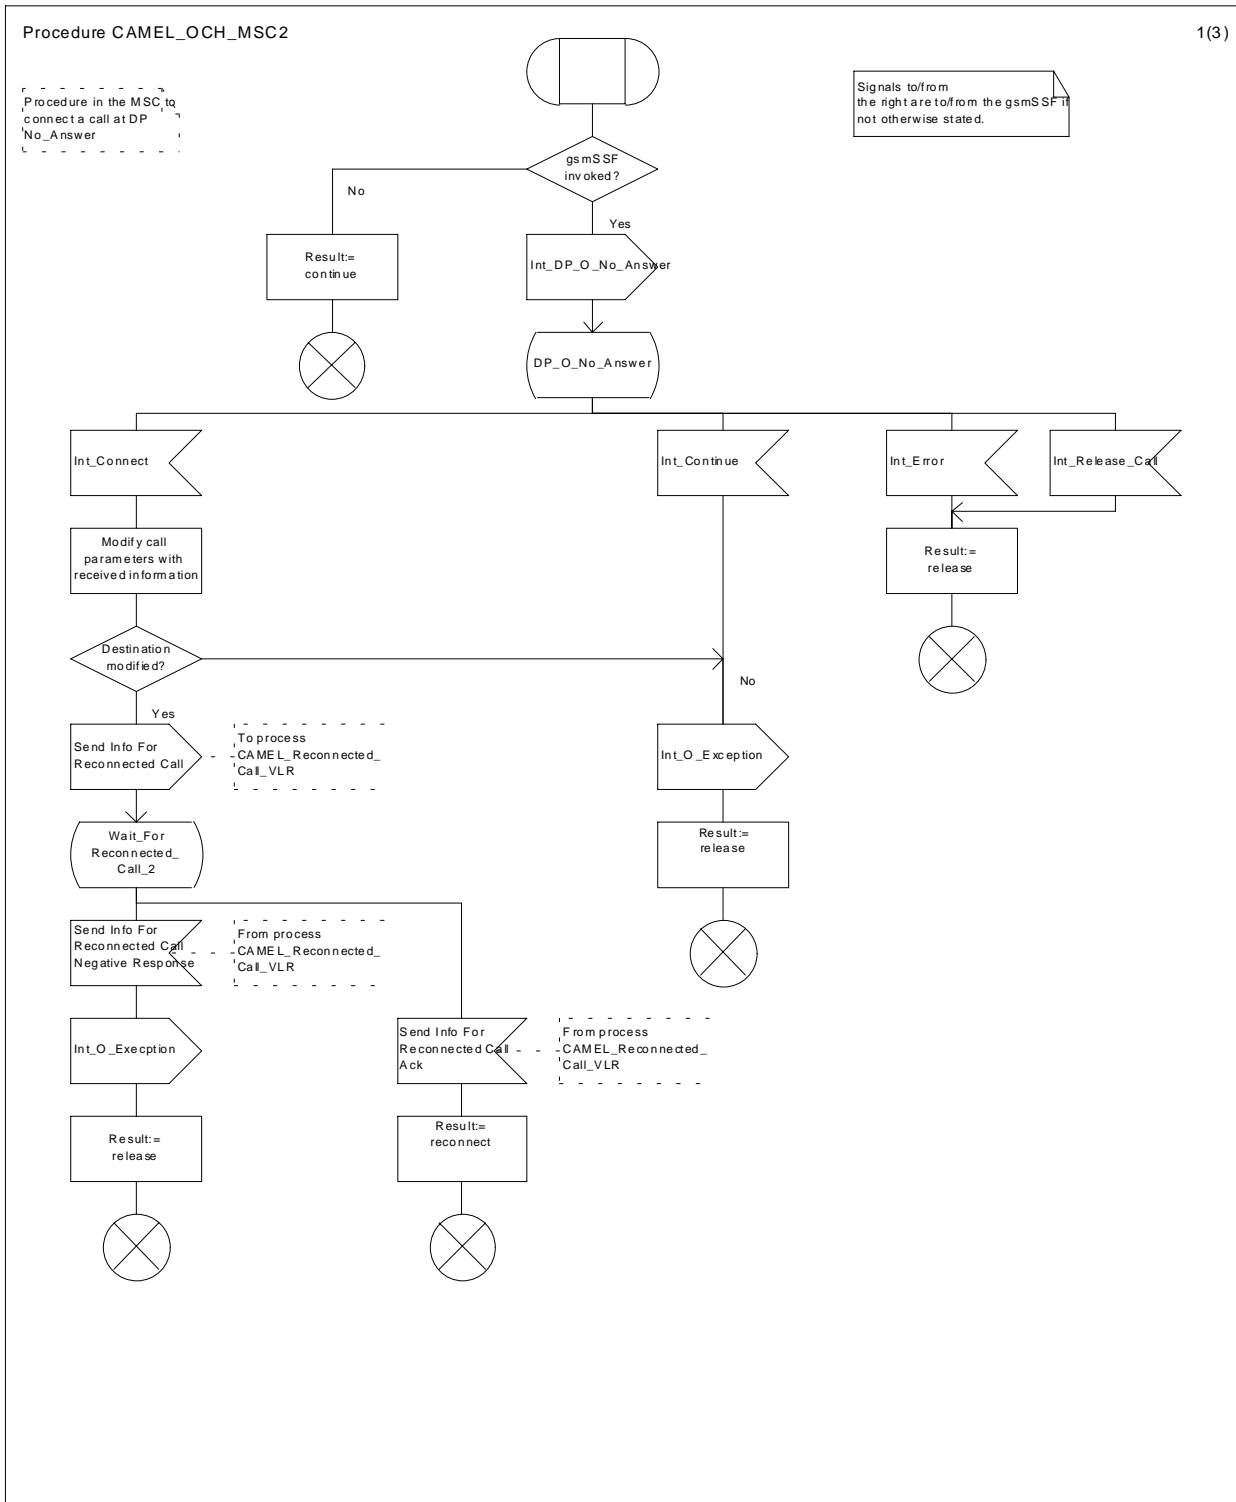 Procedure CAMEL_OCH_MSC2
1(3)
Procedure in the MSC to
connect a call at DP
No_Answer
Signals to/from
the right are to/from the gsmSSF if
not otherwise stated.
gsmSSF
invoked?
No
Yes
Result:=
continue
Int_DP_O_No_Answer
DP_O_No_Answer
Int_Connect
Int_Continue
Int_Error
Int_Release_Call
Modify call
parameters with
received information
Result:=
release
Destination
modified?
No
Yes
Send Info For
Reconnected Call
To process
CAMEL_Reconnected_
Call_VLR
Int_O_Exception
Wait_For
Reconnected_
Call_2
Result:=
release
Send Info For
Reconnected Call
Negative Response
From process
CAMEL_Reconnected_
Call_VLR
Int_O_Execption
Send Info For
Reconnected Call
Ack
From process
CAMEL_Reconnected_
Call_VLR
Result:=
release
Result:=
reconnect